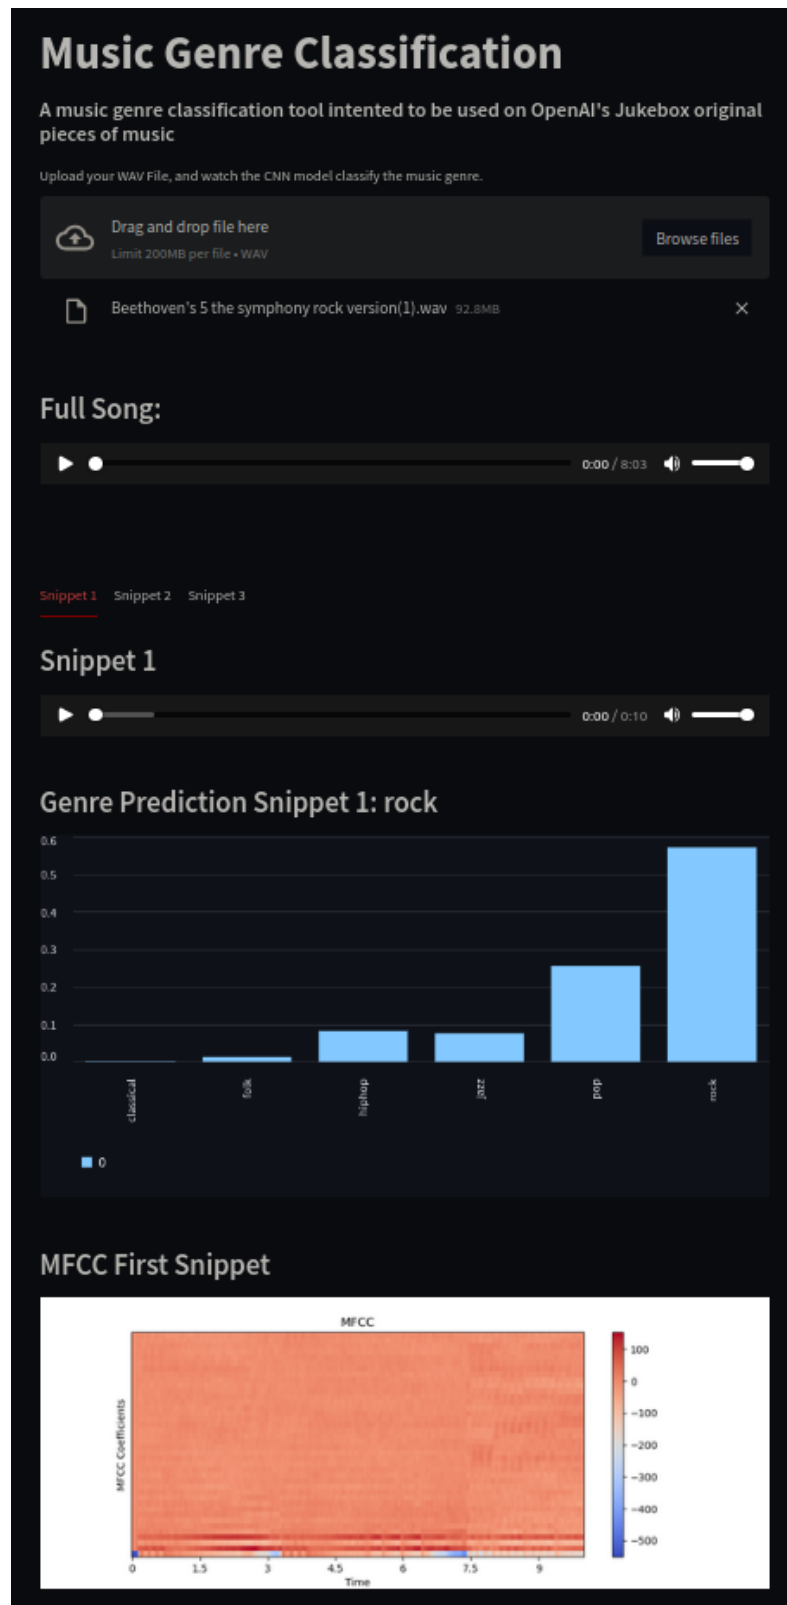 Music Genre Classification
A music genre classification tool intented to be used on OpenAI's Jukebox original
pieces of music
Upload your WAV File, and watch the CNN model classify the music genre.
Drag and drop file here
Limit 200MB per file • WAV
Browse files
Beethoven's 5 the symphony rock version(1).wav 92.8MB
Full Song:
0:00 / 8:03
Snippet 1 Snippet 2 Snippet 3
Snippet 1
0:00 / 0:10
Genre Prediction Snippet 1: rock
0.6
0.5
0.4
0.3
0.2
0.1
0.0
classical folk hiphop jazz pop rock
0
MFCC First Snippet
MFCC
MFCC Coefficients
100
0
−100
−200
−300
−400
−500
0 1.5 3 4.5 6 7.5 9
Time